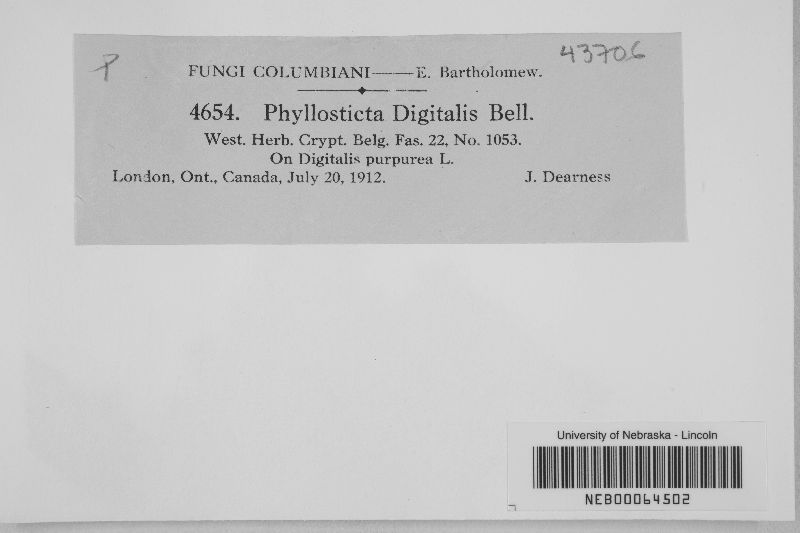 P
43706
FUNGI COLUMBIANI——E. Bartholomew.
4654. Phyllosticta Digitalis Bell.
West. Herb. Crypt. Belg. Fas. 22, No. 1053.
On Digitalis purpurea L.
London, Ont., Canada, July 20, 1912. J. Dearness
University of Nebraska - Lincoln
NEB00064502